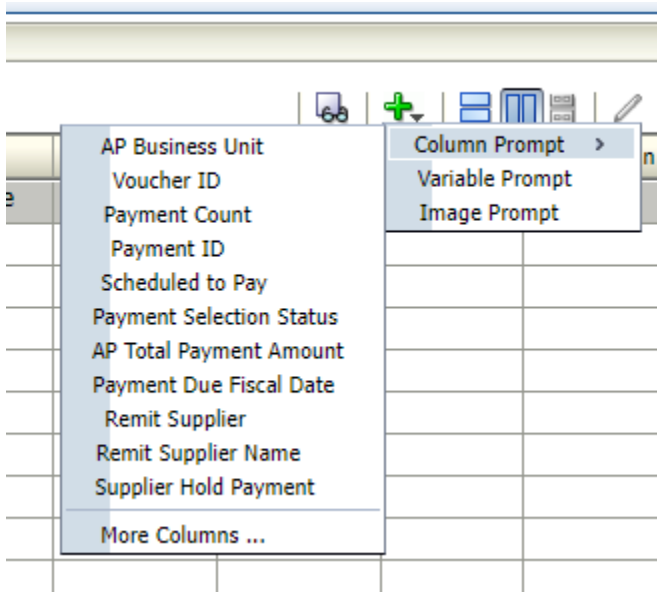 AP Business Unit
Voucher ID
Payment Count
Payment ID
Scheduled to Pay
Payment Selection Status
AP Total Payment Amount
Payment Due Fiscal Date
Remit Supplier
Remit Supplier Name
Supplier Hold Payment
More Columns ...
Column Prompt >
Variable Prompt
Image Prompt